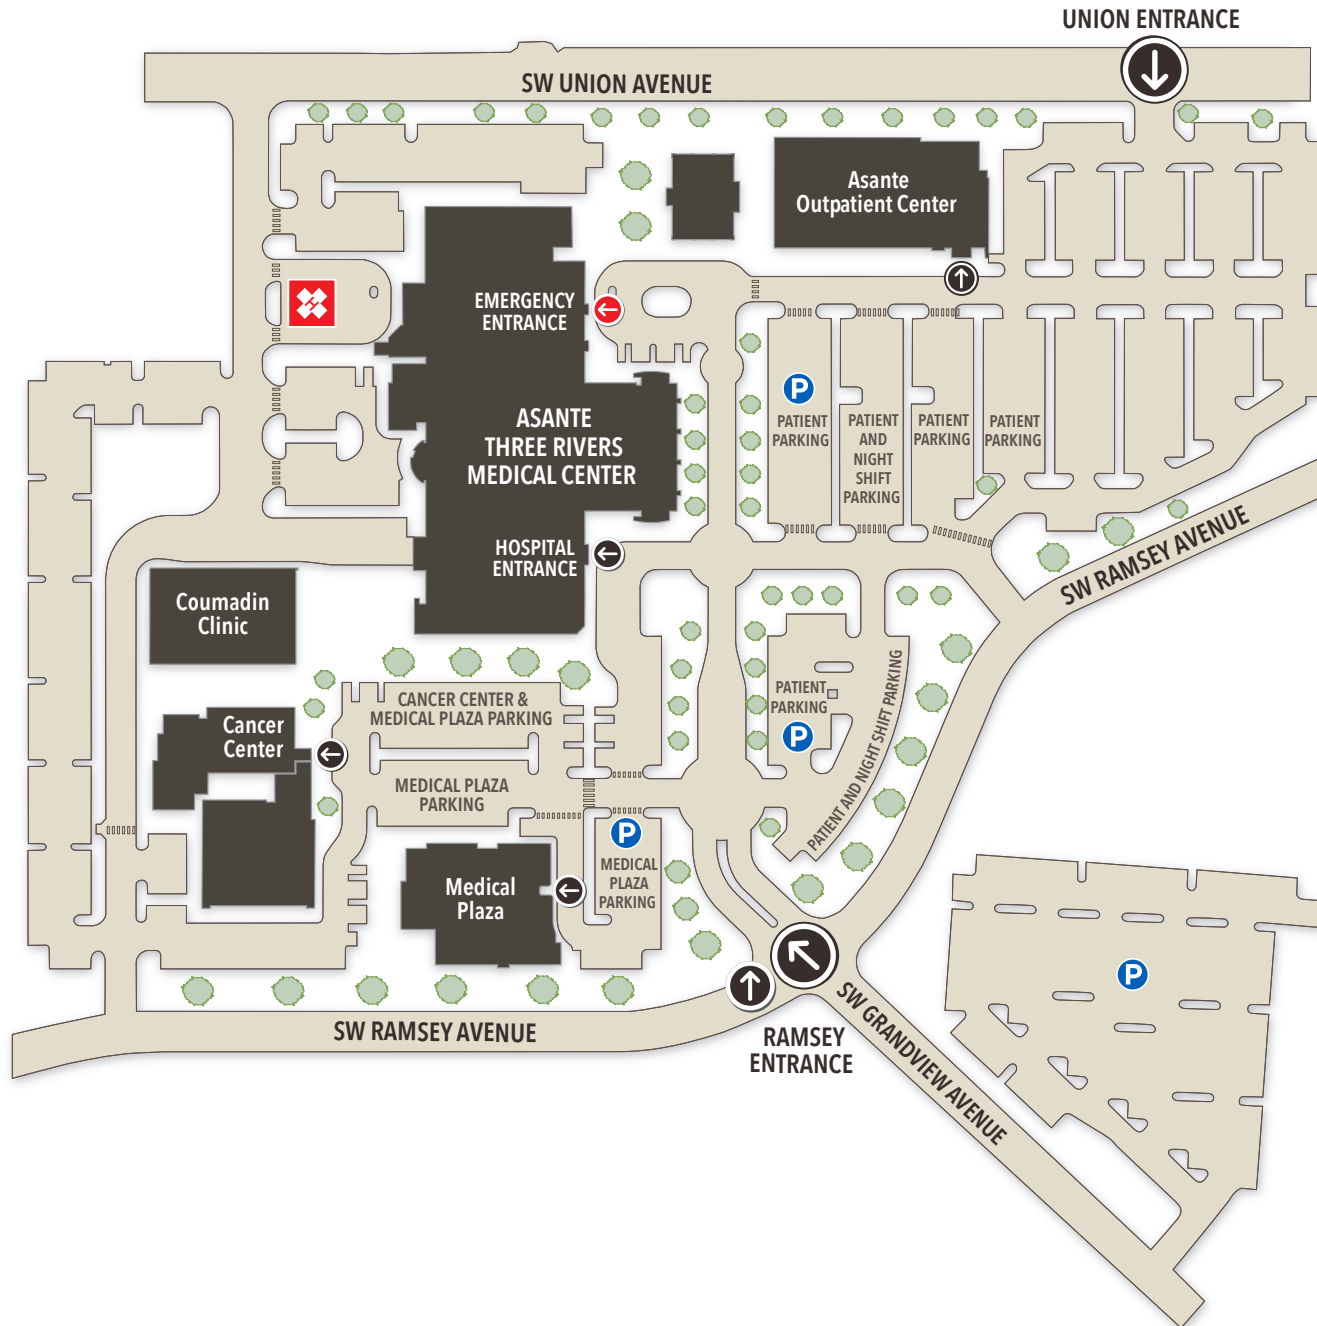 UNION ENTRANCE
SW UNION AVENUE
Asante
Outpatient Center
EMERGENCY
ENTRANCE
P
ASANTE
THREE RIVERS
MEDICAL CENTER
PATIENT
PARKING
PATIENT
AND
NIGHT
SHIFT
PARKING
PATIENT
PARKING
PATIENT
PARKING
HOSPITAL
ENTRANCE
SW RAMSEY AVENUE
Coumadin
Clinic
CANCER CENTER &
MEDICAL PLAZA PARKING
PATIENT
PARKING
P
PATIENT AND NIGHT SHIFT PARKING
Cancer
Center
MEDICAL PLAZA
PARKING
P
MEDICAL
PLAZA
PARKING
Medical
Plaza
P
SW RAMSEY AVENUE
RAMSEY
ENTRANCE
SW GRANDVIEW AVENUE